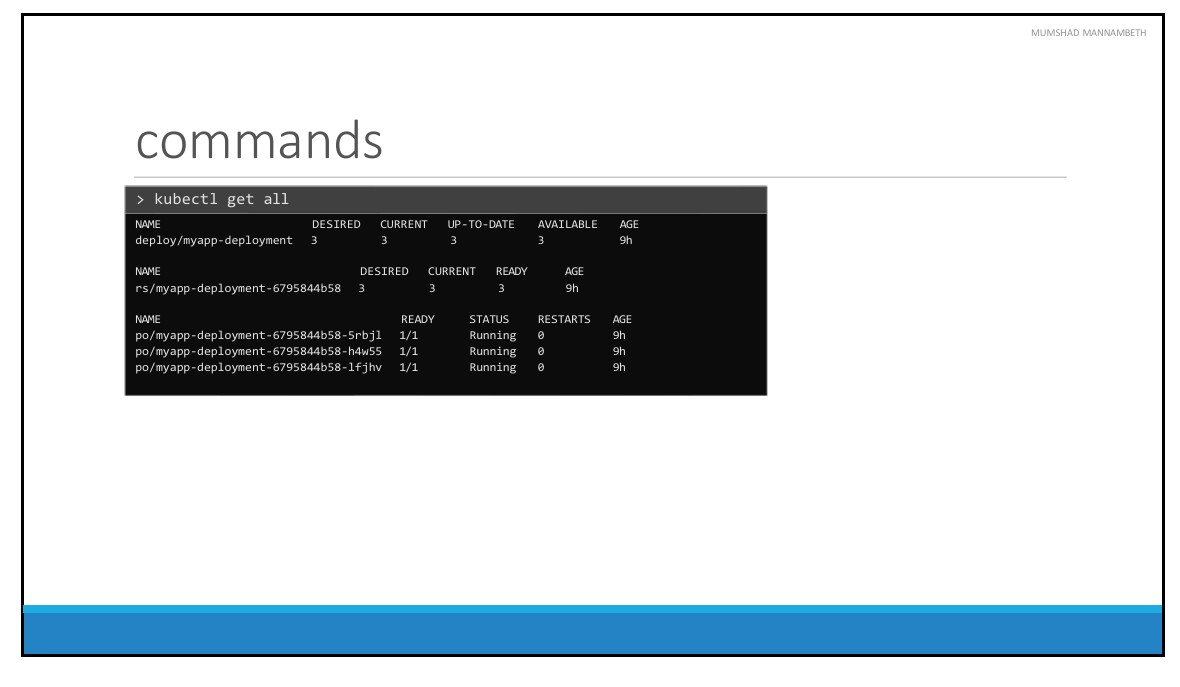 MUMSHAD MANNAMBETH
commands
> kubectl get all
NAME DESIRED CURRENT UP-TO-DATE AVAILABLE AGE
deploy/myapp-deployment 3 3 3 3 9h
NAME DESIRED CURRENT READY AGE
rs/myapp-deployment-6795844b58 3 3 3 9h
NAME READY STATUS RESTARTS AGE
po/myapp-deployment-6795844b58-5rbjl 1/1 Running 0 9h
po/myapp-deployment-6795844b58-h4w55 1/1 Running 0 9h
po/myapp-deployment-6795844b58-lfjhv 1/1 Running 0 9h